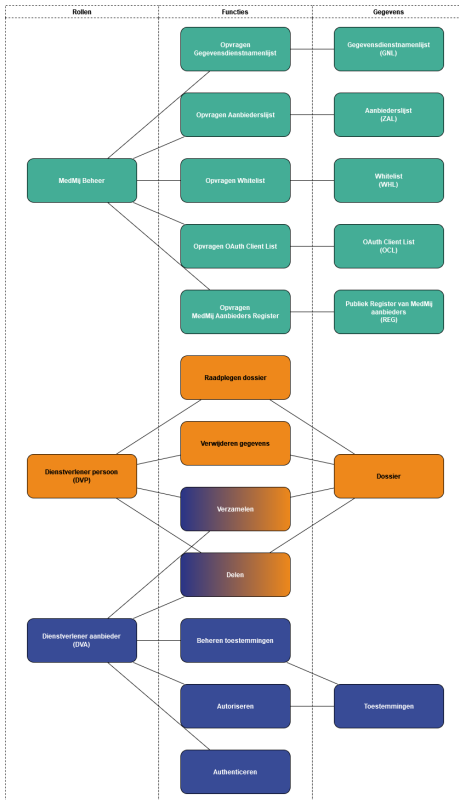 Rollen
Functies
Gegevens
Opvragen
Gegevensdienstnamenlijst
Gegevensdienstnamenlijst
(GNL)
Opvragen Aanbiederslijst
Aanbiederslijst
(ZAL)
MedMij Beheer
Opvragen Whitelist
Whitelist
(WHL)
Opvragen OAuth Client List
OAuth Client List
(OCL)
Opvragen
MedMij Aanbieders Register
Publiek Register van MedMij
aanbieders
(REG)
Raadplegen dossier
Verwijderen gegevens
Dienstverlener persoon
(DVP)
Dossier
Verzamelen
Delen
Dienstverlener aanbieder
(DVA)
Beheren toestemmingen
Autoriseren
Toestemmingen
Authenticeren